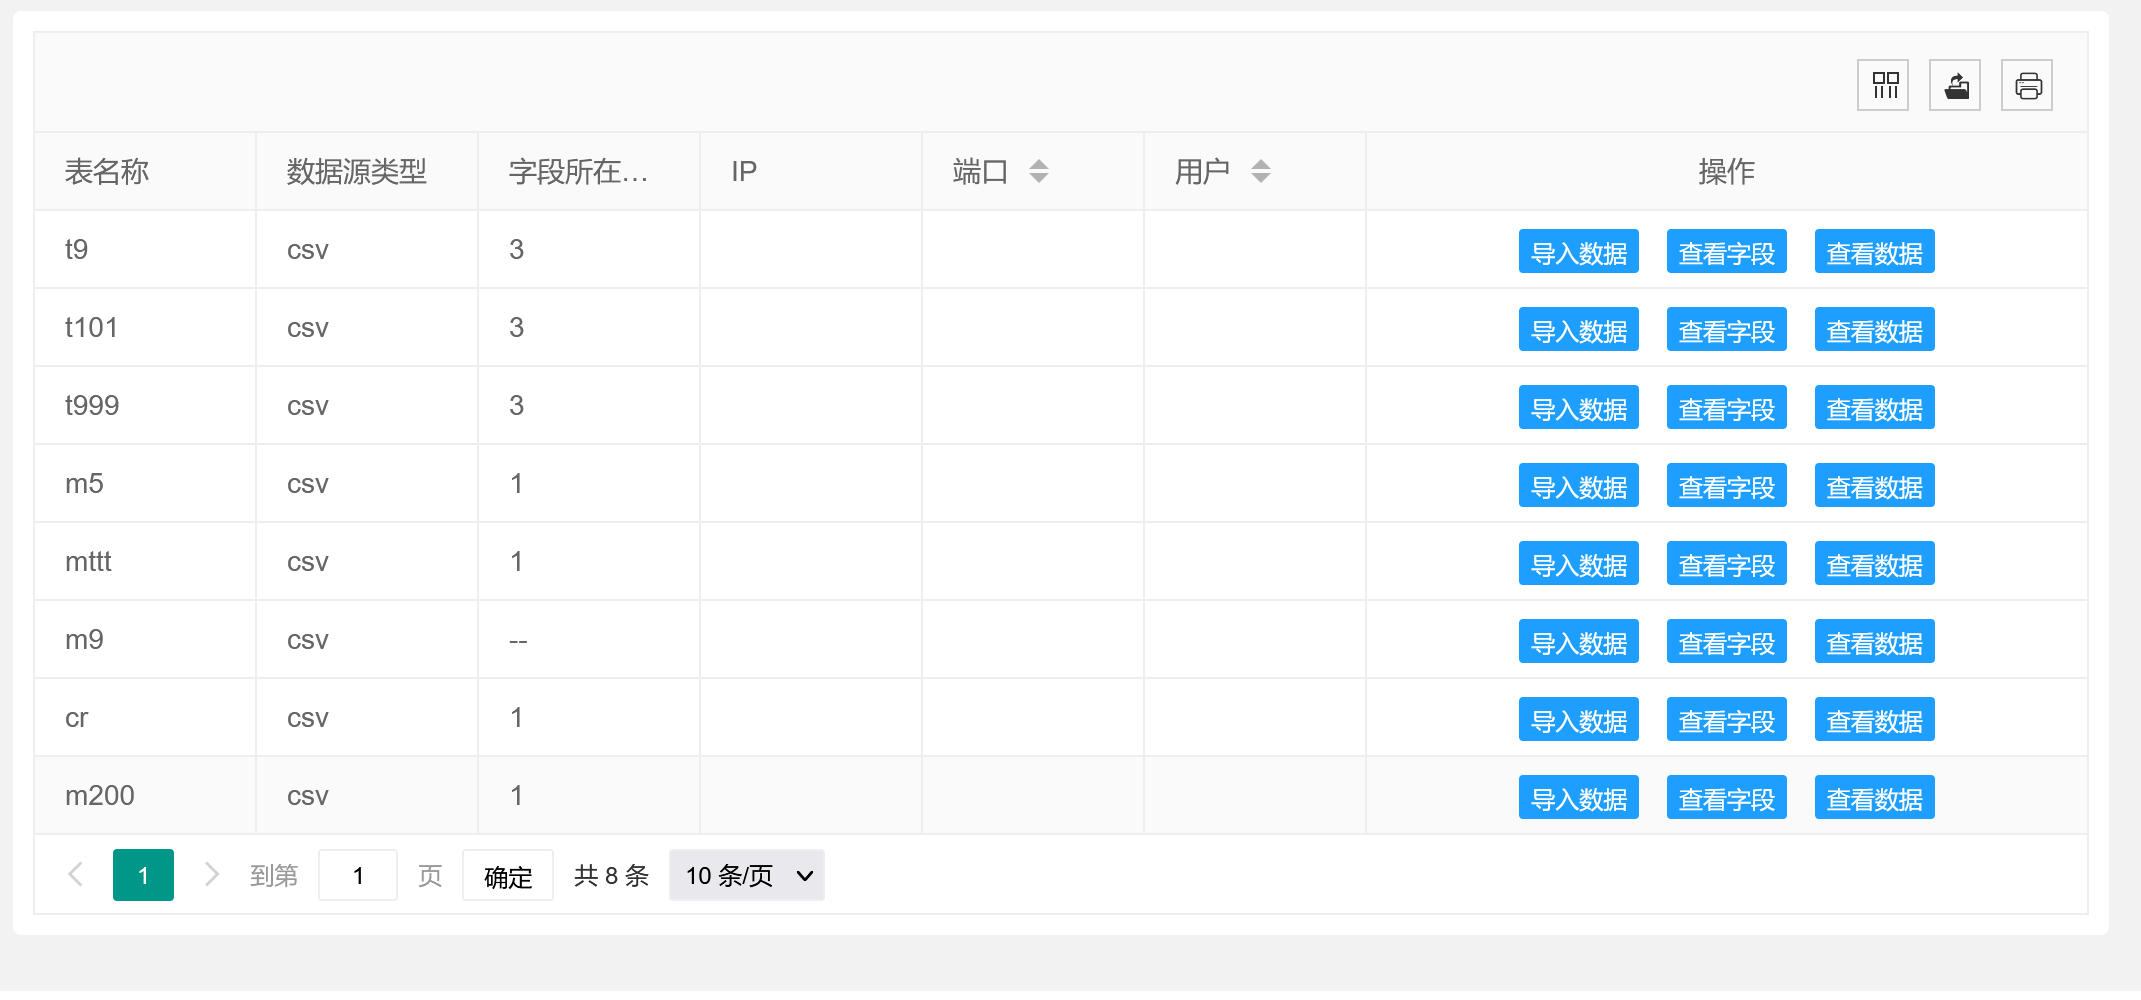 表名称 数据源类型 字段所在… IP 端口 用户 操作
t9 csv 3 导入数据 查看字段 查看数据
t101 csv 3 导入数据 查看字段 查看数据
t999 csv 3 导入数据 查看字段 查看数据
m5 csv 1 导入数据 查看字段 查看数据
mttt csv 1 导入数据 查看字段 查看数据
m9 csv -- 导入数据 查看字段 查看数据
cr csv 1 导入数据 查看字段 查看数据
m200 csv 1 导入数据 查看字段 查看数据
1 到第 1 页 确定 共 8 条 10 条/页